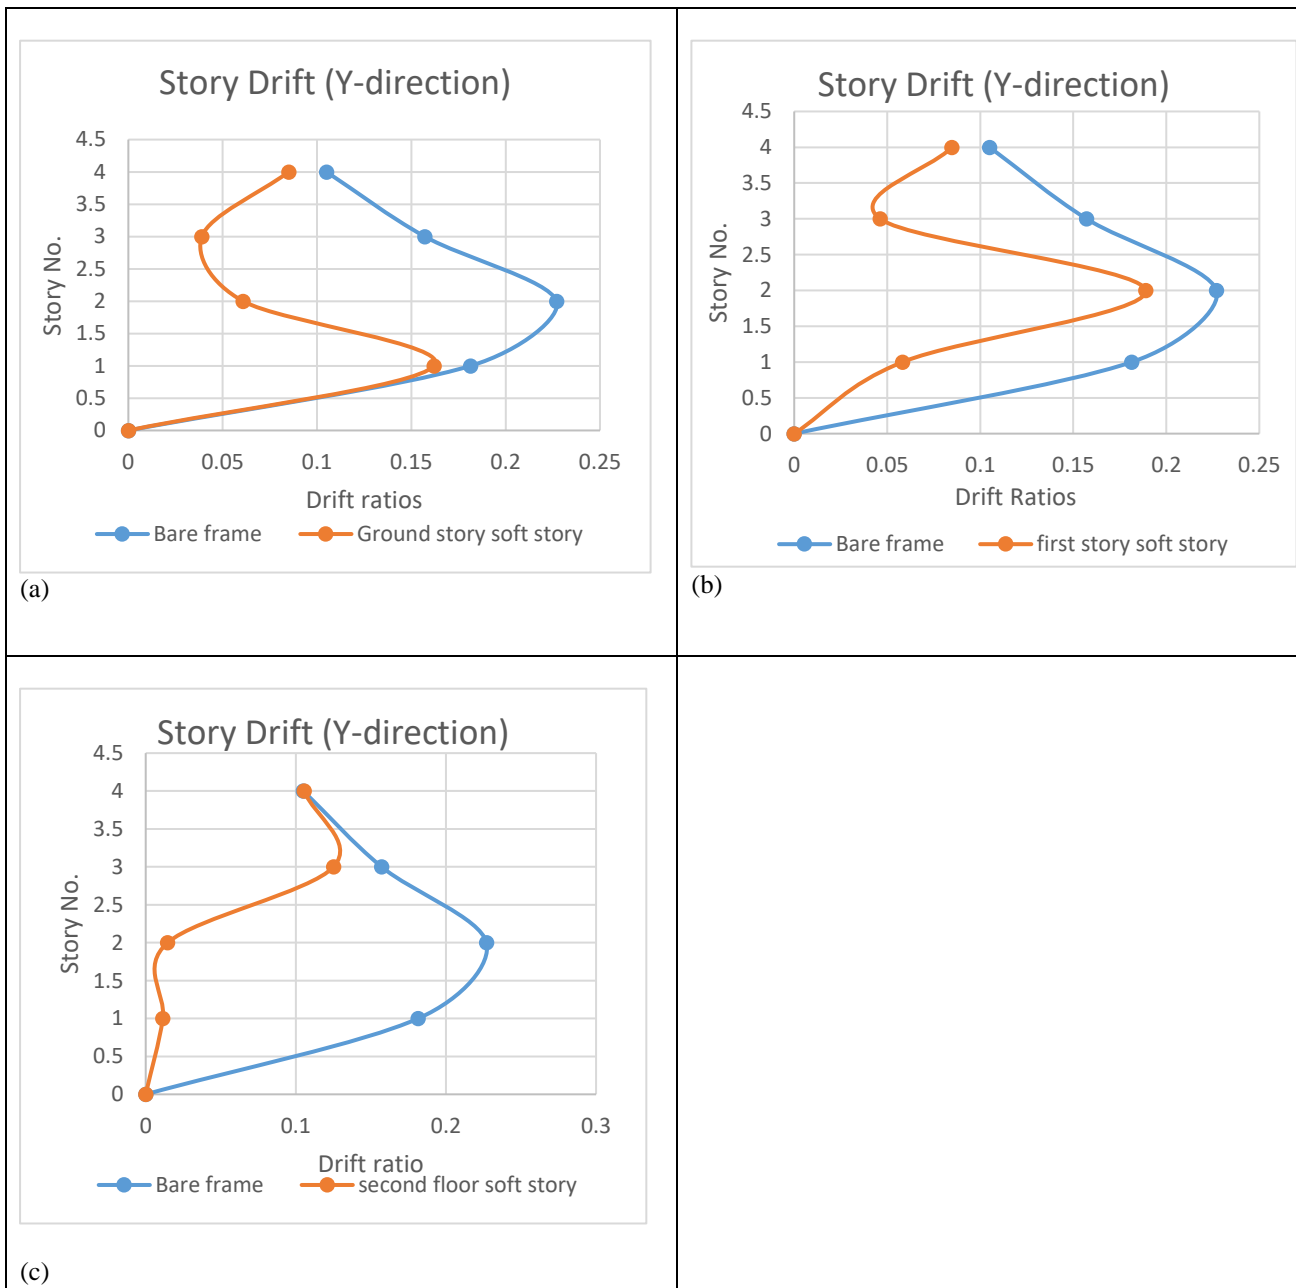 Story Drift (Y-direction)
4.5
4
3.5
3
2.5
2
1.5
1
0.5
0
Story No.
0 0.05 0.1 0.15 0.2 0.25
Drift ratios
Bare frame Ground story soft story
(a)
Story Drift (Y-direction)
4.5
4
3.5
3
2.5
2
1.5
1
0.5
0
Story No.
0 0.05 0.1 0.15 0.2 0.25
Drift Ratios
Bare frame first story soft story
(b)
Story Drift (Y-direction)
4.5
4
3.5
3
2.5
2
1.5
1
0.5
0
Story No.
0 0.1 0.2 0.3
Drift ratio
Bare frame second floor soft story
(c)